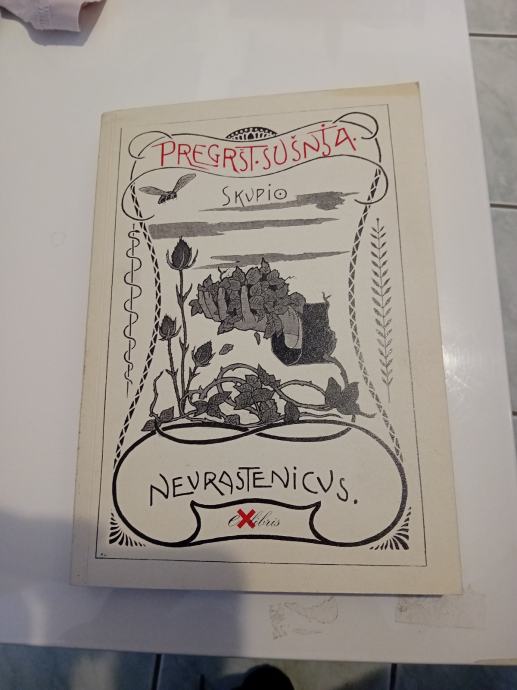 PREGRŠT·SUŠNJA·
SKUPIO
NEVRASTENICVS.
eXlibris